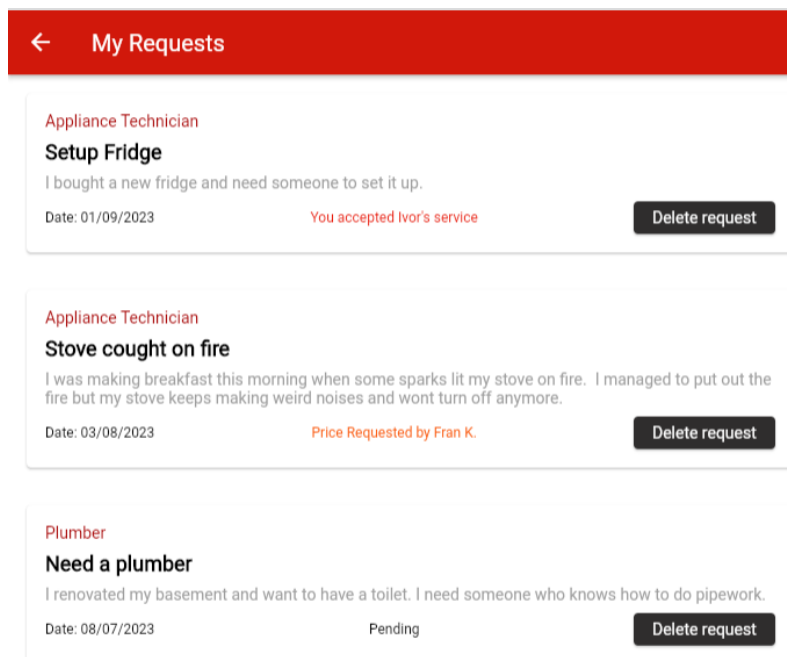 My Requests
Appliance Technician
Setup Fridge
I bought a new fridge and need someone to set it up.
Date: 01/09/2023 You accepted Ivor's service Delete request
Appliance Technician
Stove cought on fire
I was making breakfast this morning when some sparks lit my stove on fire.  I managed to put out the
fire but my stove keeps making weird noises and wont turn off anymore.
Date: 03/08/2023 Price Requested by Fran K. Delete request
Plumber
Need a plumber
I renovated my basement and want to have a toilet. I need someone who knows how to do pipework.
Date: 08/07/2023 Pending Delete request